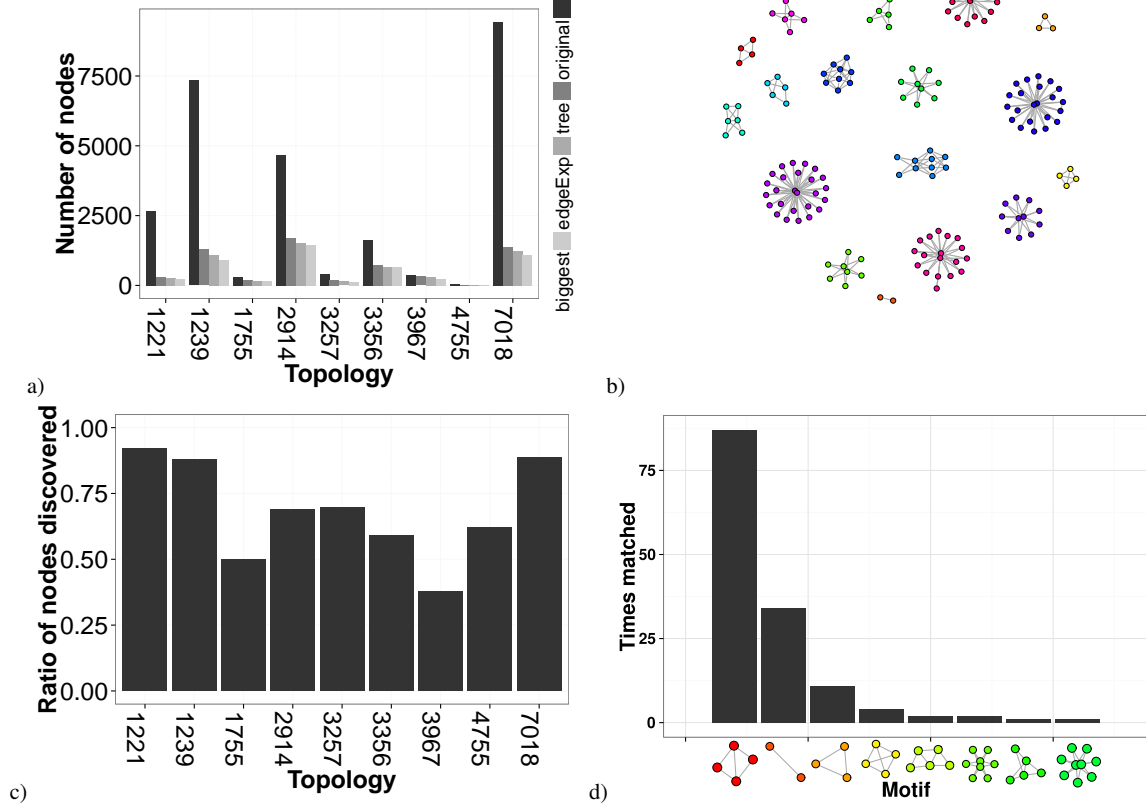 Number of nodes
7500
5000
2500
0
1221
1239
1755
2914
3257
3356
3967
4755
7018
Topology
biggest edgeExp tree original
a)
b)
Ratio of nodes discovered
1.00
0.75
0.50
0.25
0.00
1221
1239
1755
2914
3257
3356
3967
4755
7018
Topology
c)
Times matched
75
50
25
0
Motif
d)